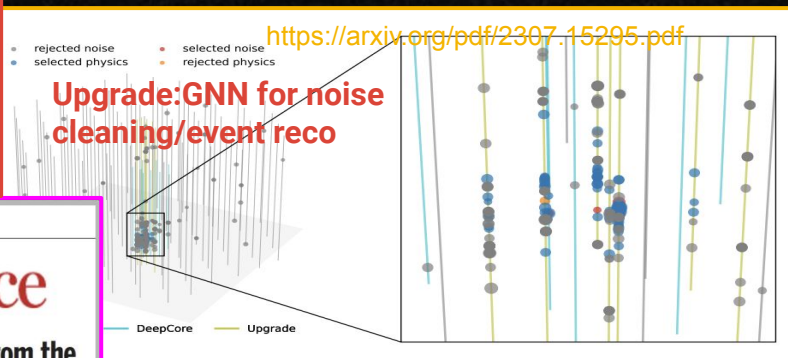 https://arxiv.org/pdf/2307.15295.pdf
rejected noise selected noise
selected physics rejected physics
Upgrade:GNN for noise
cleaning/event reco
ce
om the
DeepCore Upgrade